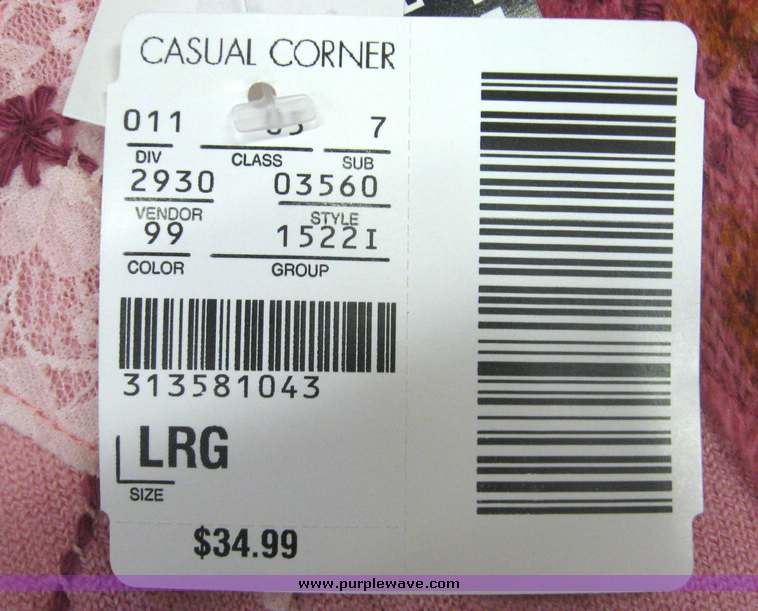 CASUAL CORNER
011 7
DIV CLASS SUB
2930 03560
VENDOR STYLE
99 1522I
COLOR GROUP
313581043
LRG
SIZE
$34.99
www.purplewave.com